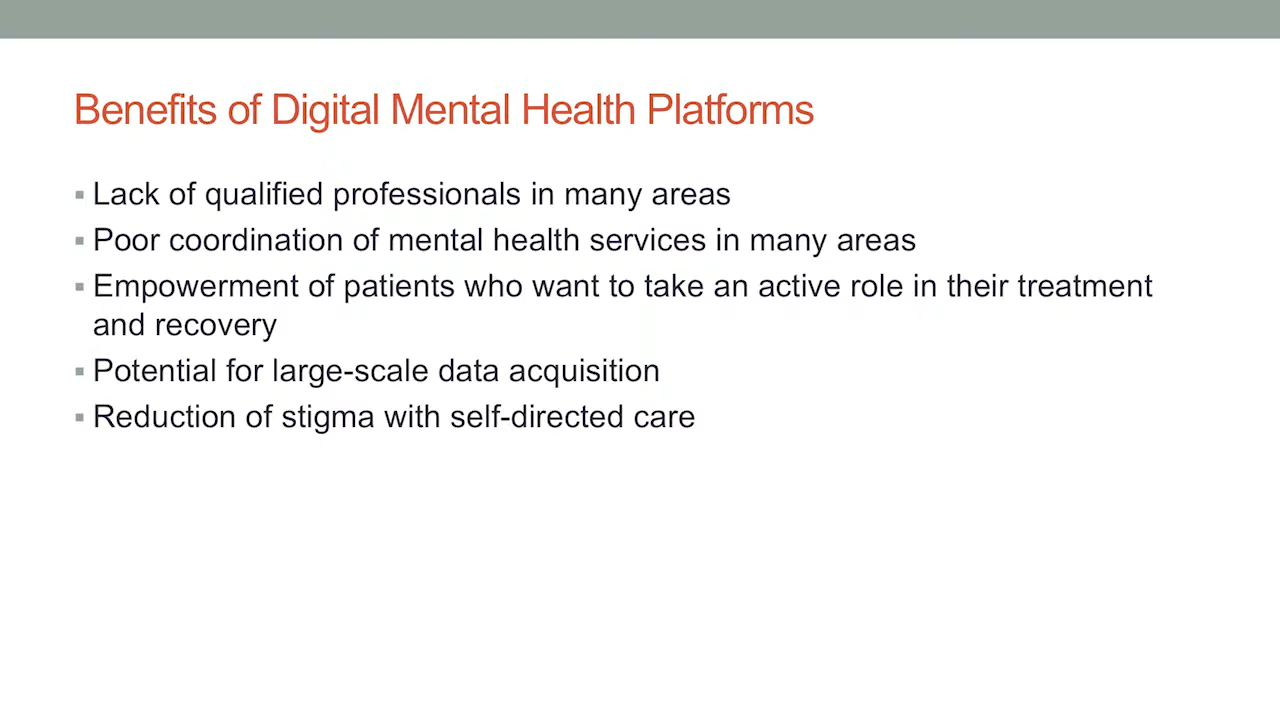 Benefits of Digital Mental Health Platforms
▪ Lack of qualified professionals in many areas
▪ Poor coordination of mental health services in many areas
▪ Empowerment of patients who want to take an active role in their treatment
and recovery
▪ Potential for large-scale data acquisition
▪ Reduction of stigma with self-directed care